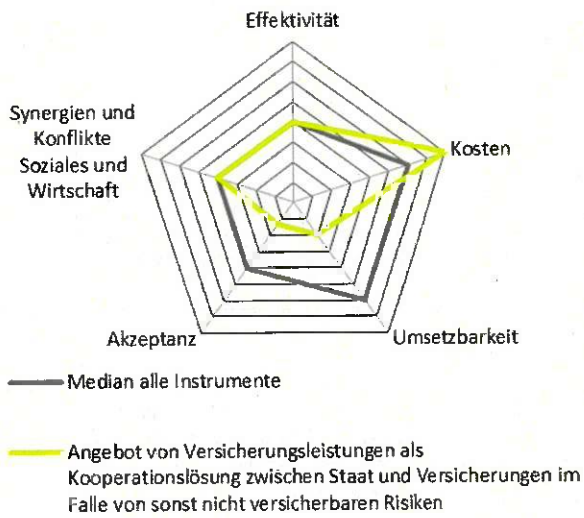 Effektivität
Synergien und
Konflikte
Soziales und
Wirtschaft
Kosten
Akzeptanz
Umsetzbarkeit
Median alle Instrumente
Angebot von Versicherungsleistungen als
Kooperationslösung zwischen Staat und Versicherungen im
Falle von sonst nicht versicherbaren Risiken